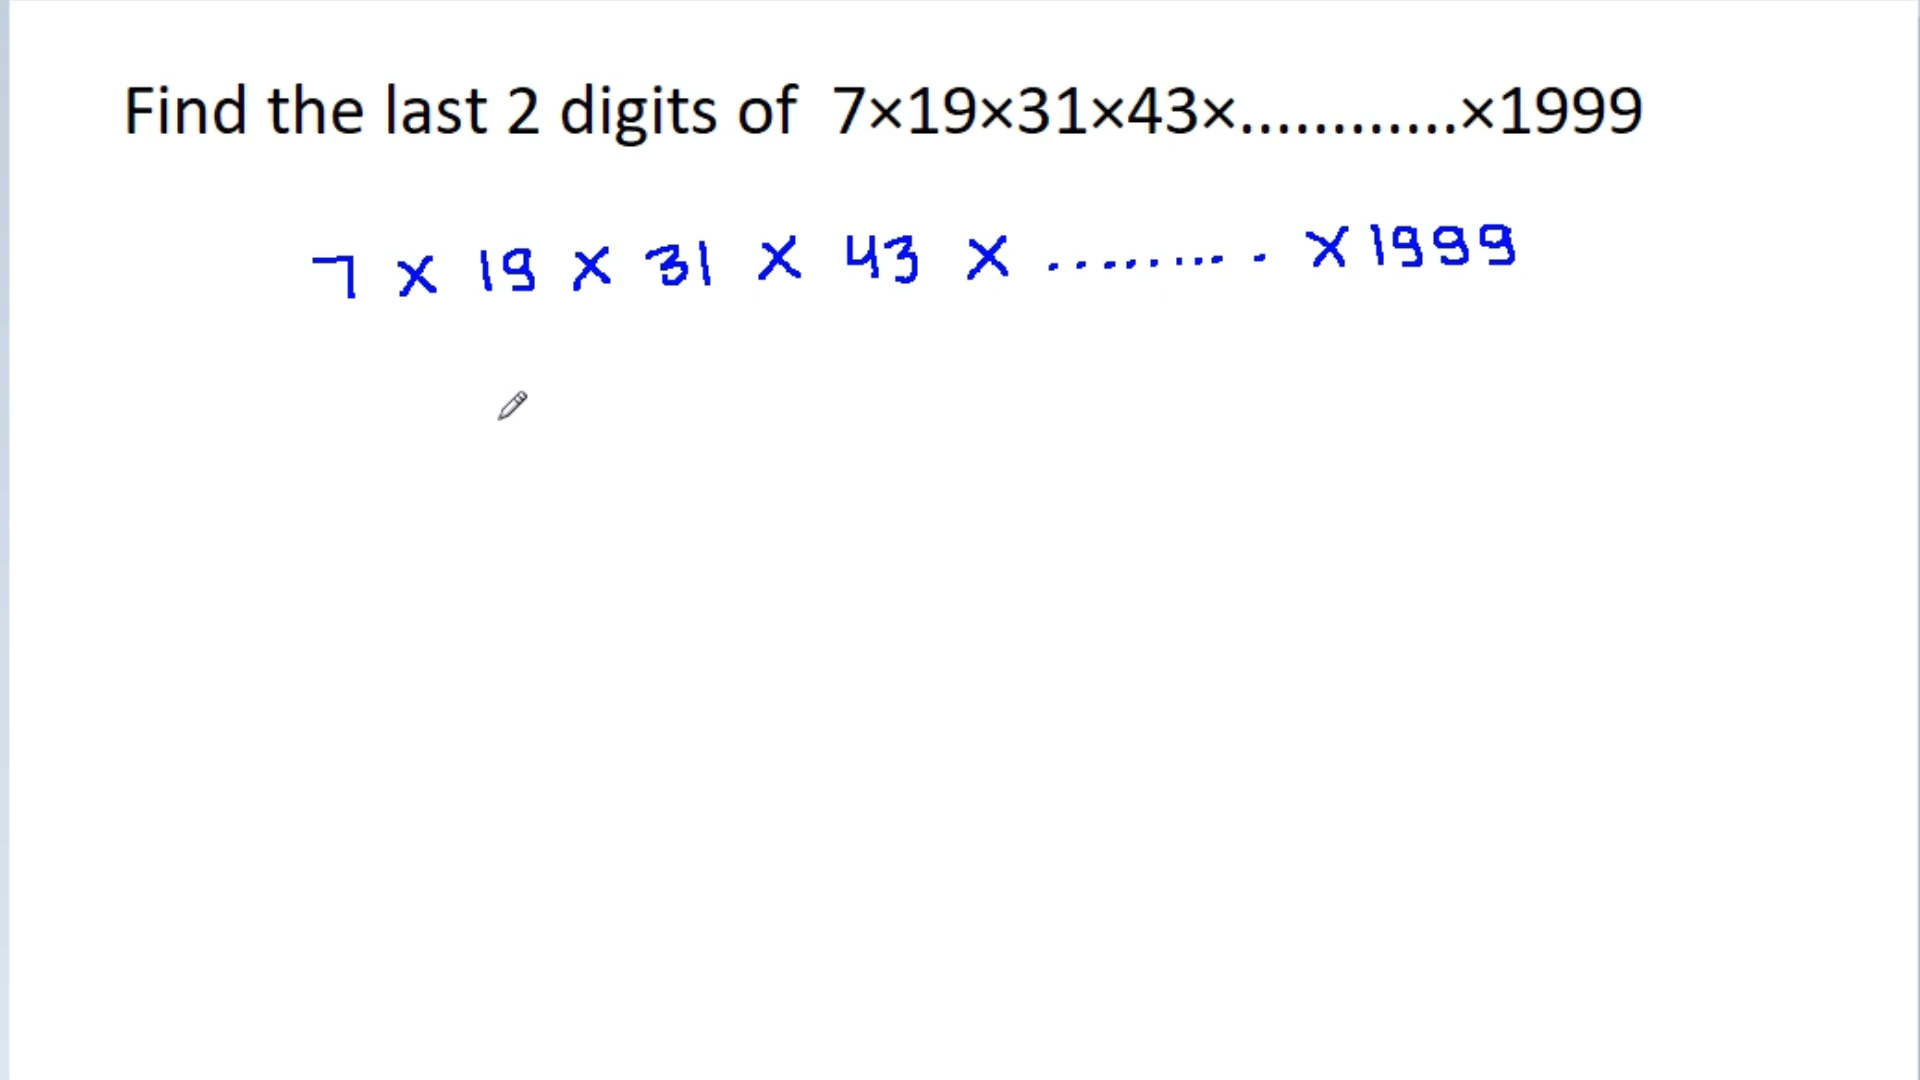 Find the last 2 digits of 7×19×31×43×............×1999
7 × 19 × 31 × 43 × ......... × 1999